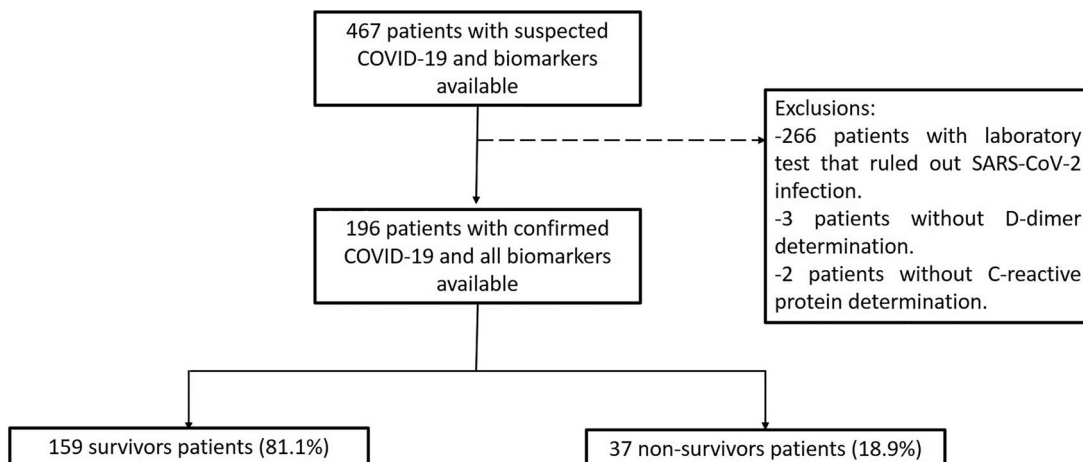 467 patients with suspected
COVID-19 and biomarkers
available
Exclusions:
-266 patients with laboratory
test that ruled out SARS-CoV-2
infection.
-3 patients without D-dimer
determination.
-2 patients without C-reactive
protein determination.
196 patients with confirmed
COVID-19 and all biomarkers
available
159 survivors patients (81.1%)
37 non-survivors patients (18.9%)